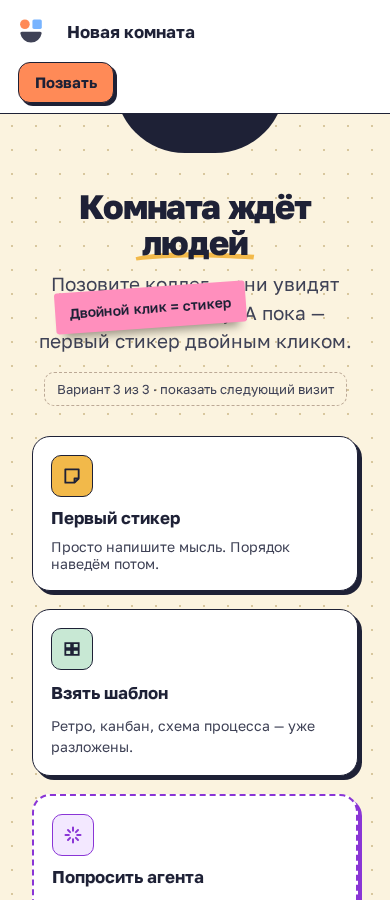 Новая комната
Позвать
Комната ждёт
людей
Позовите увидят
Двойной клик = стикер
А пока —
первый стикер двойным кликом.
Вариант 3 из 3 · показать следующий визит
Первый стикер
Просто напишите мысль. Порядок
наведём потом.
Взять шаблон
Ретро, канбан, схема процесса — уже
разложены.
Попросить агента